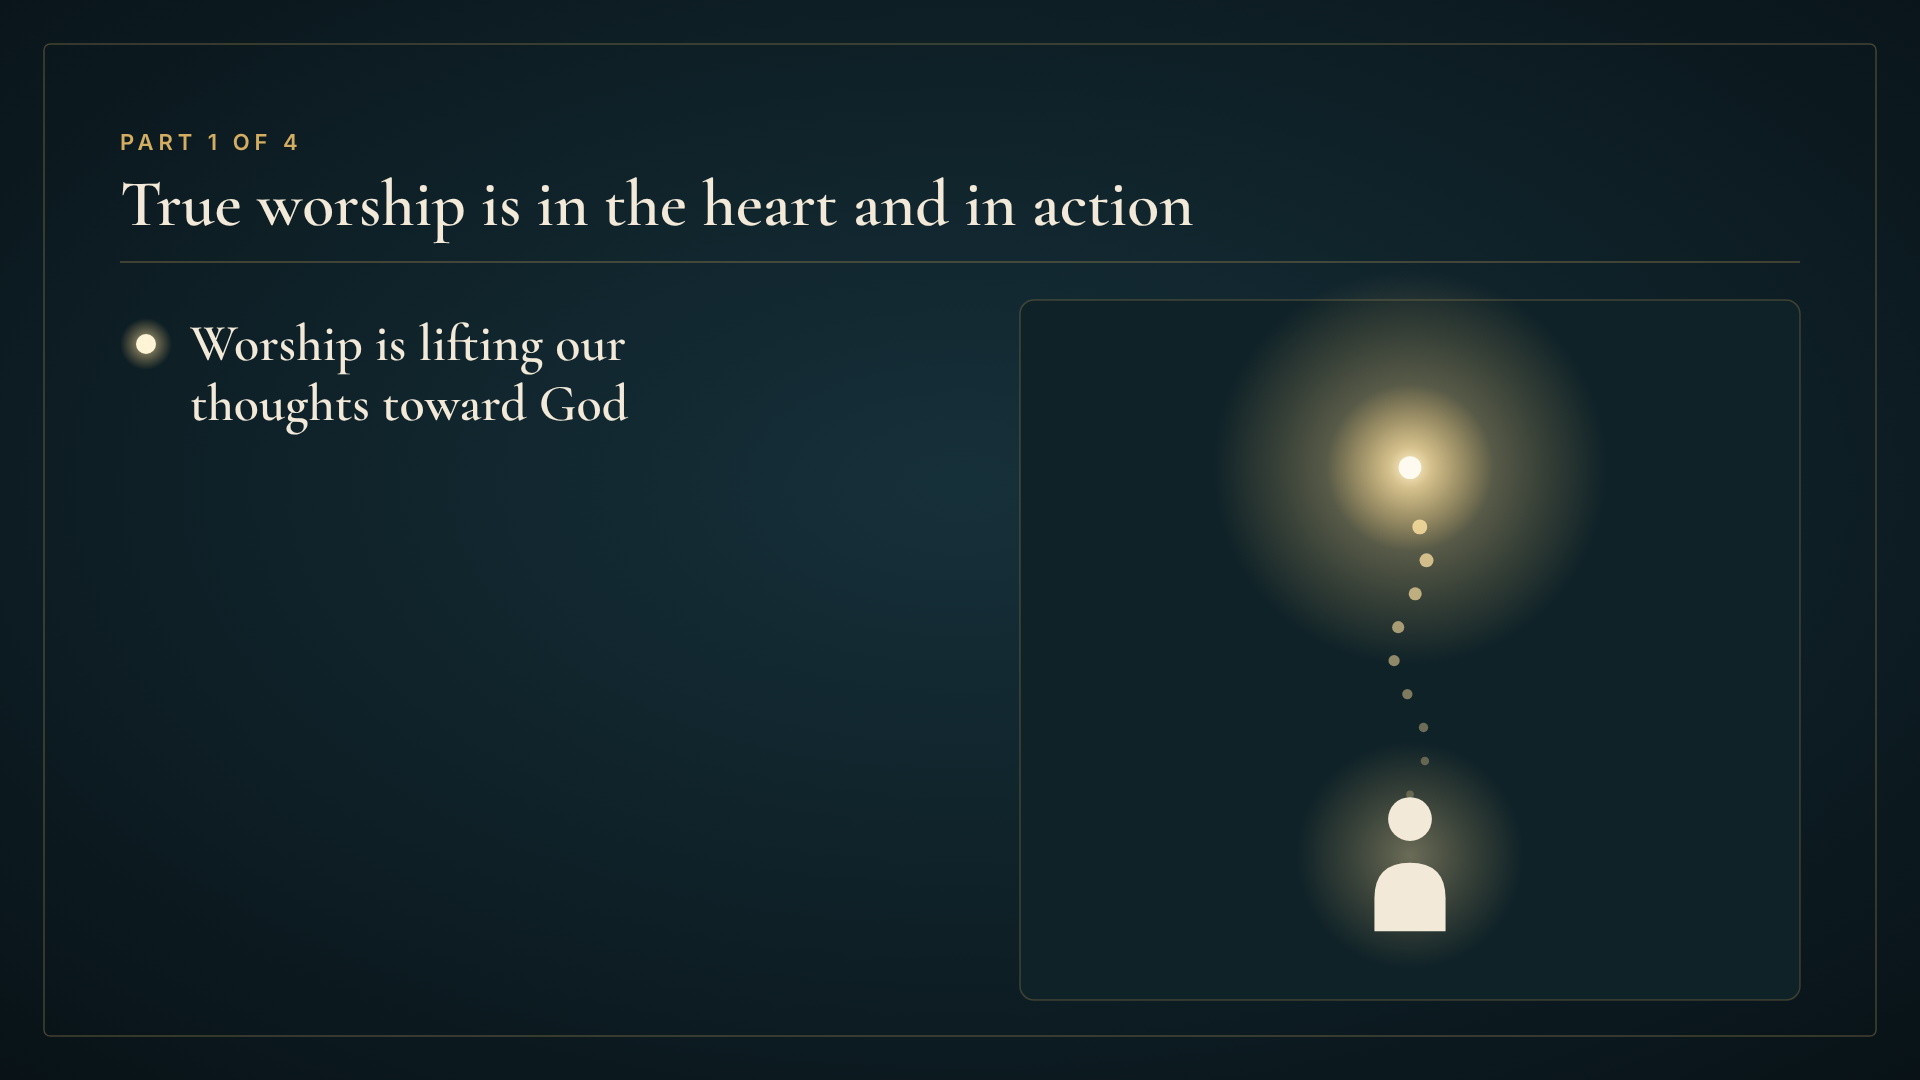 PART 1 OF 4
True worship is in the heart and in action
Worship is lifting our
thoughts toward God